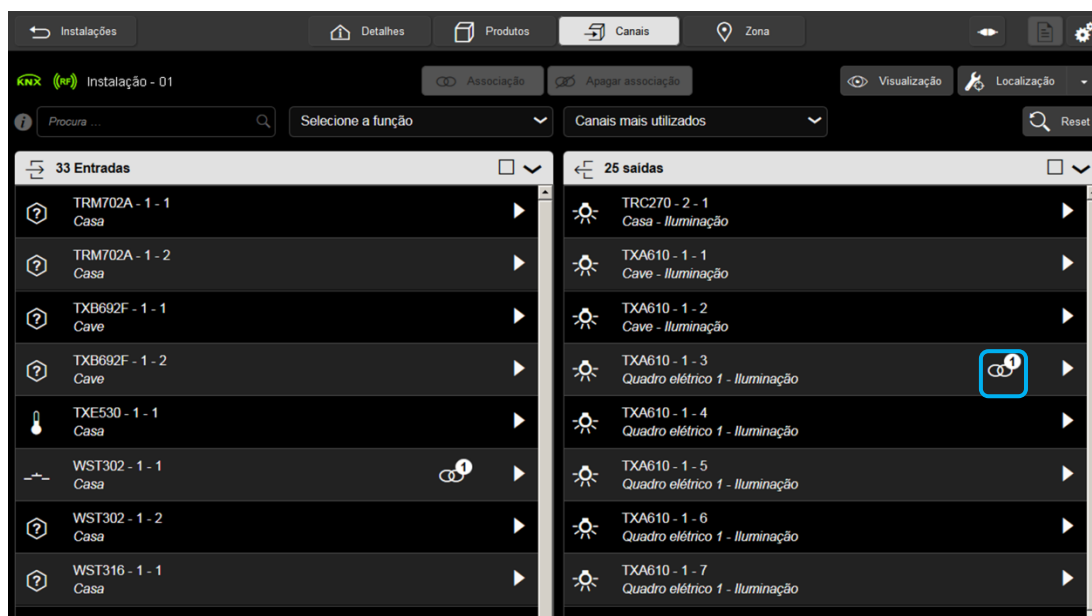 Instalações
Detalhes
Produtos
Canais
Zona
KNX (RF) Instalação - 01
Associação
Apagar associação
Visualização
Localização
Procura ...
Selecione a função
Canais mais utilizados
Reset
33 Entradas
TRM702A - 1 - 1
Casa
TRM702A - 1 - 2
Casa
TXB692F - 1 - 1
Cave
TXB692F - 1 - 2
Cave
TXE530 - 1 - 1
Casa
WST302 - 1 - 1
Casa
1
WST302 - 1 - 2
Casa
WST316 - 1 - 1
Casa
25 saídas
TRC270 - 2 - 1
Casa - Iluminação
TXA610 - 1 - 1
Cave - Iluminação
TXA610 - 1 - 2
Cave - Iluminação
TXA610 - 1 - 3
Quadro elétrico 1 - Iluminação
1
TXA610 - 1 - 4
Quadro elétrico 1 - Iluminação
TXA610 - 1 - 5
Quadro elétrico 1 - Iluminação
TXA610 - 1 - 6
Quadro elétrico 1 - Iluminação
TXA610 - 1 - 7
Quadro elétrico 1 - Iluminação